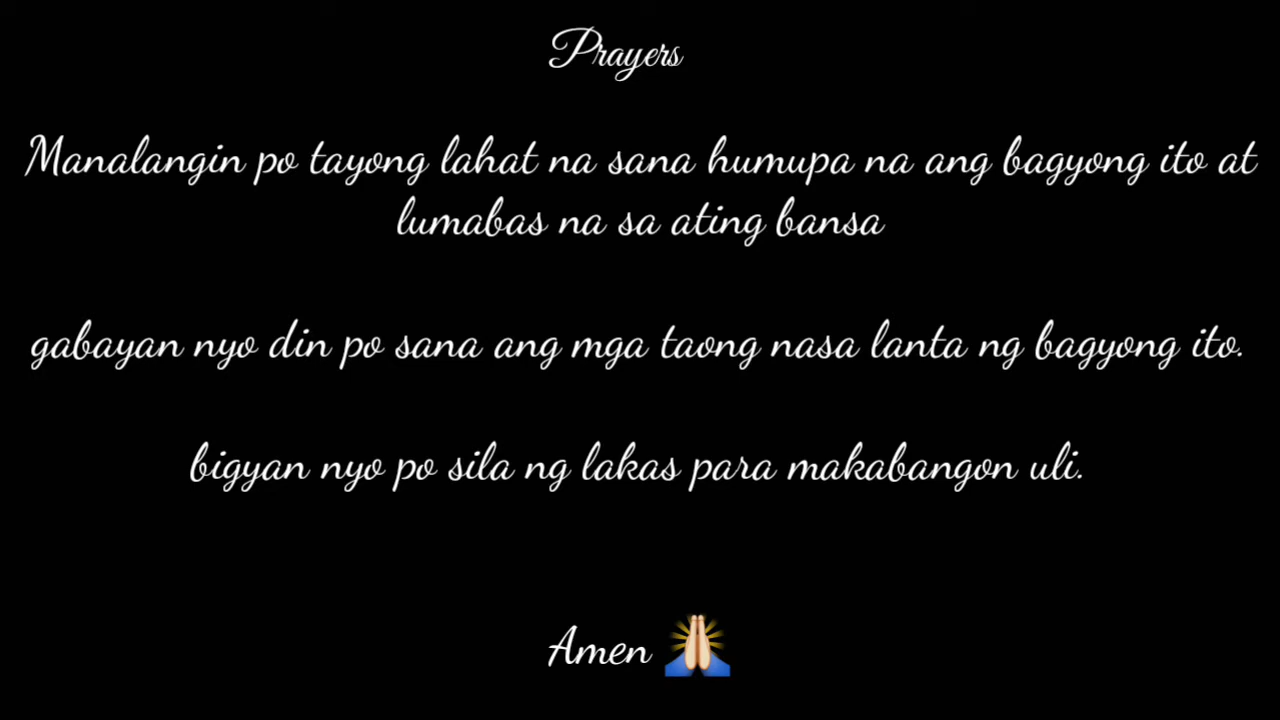 Prayers
Manalangin po tayong lahat na sana humupa na ang bagyong ito at
lumabas na sa ating bansa
gabayan nyo din po sana ang mga taong nasa lanta ng bagyong ito.
bigyan nyo po sila ng lakas para makabangon uli.
Amen 🙏